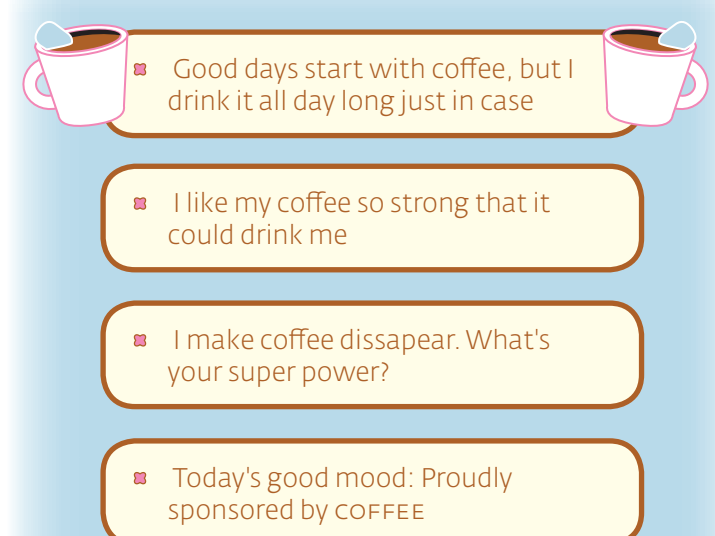 Good days start with coffee, but I
drink it all day long just in case
I like my coffee so strong that it
could drink me
I make coffee dissapear. What's
your super power?
Today's good mood: Proudly
sponsored by COFFEE